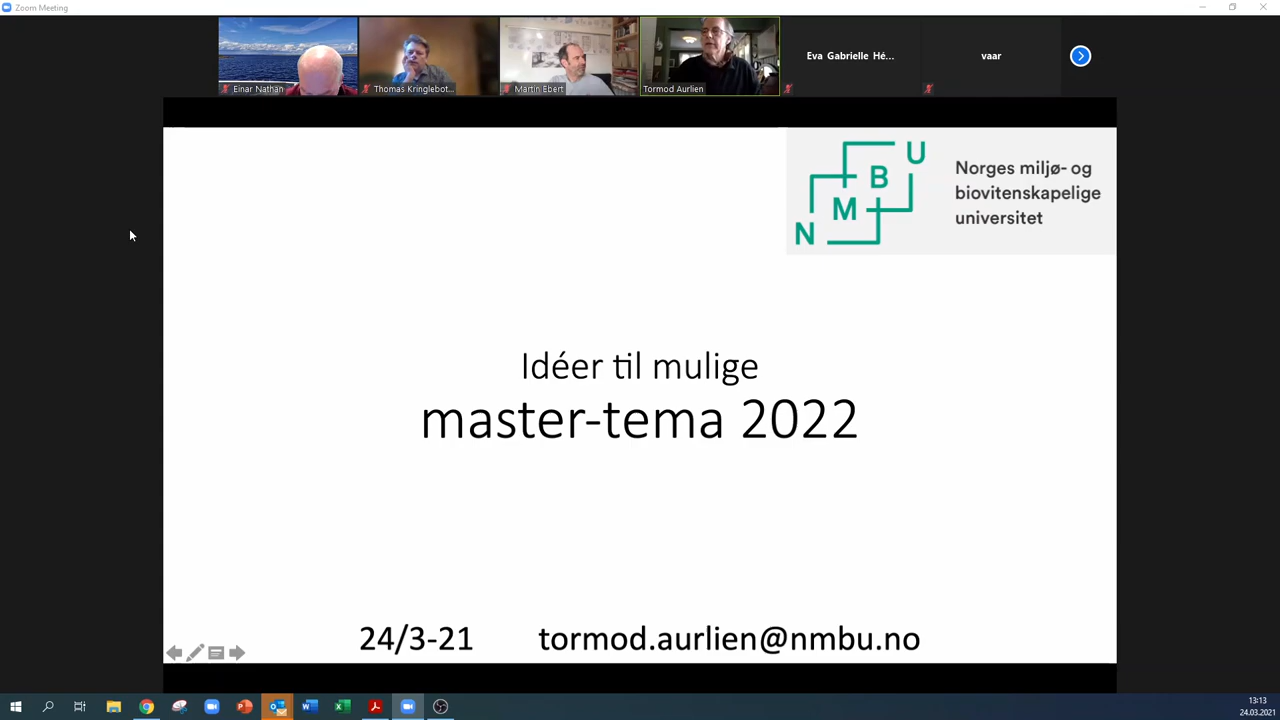 Zoom Meeting
Einar Nathan
Thomas Kringlebot...
Martin Ebert
Tormod Aurlien
Eva Gabrielle Hé...
vaar
N M B U
Norges miljø- og
biovitenskapelige
universitet
Idéer til mulige
master-tema 2022
24/3-21 tormod.aurlien@nmbu.no
13:13
24.03.2021